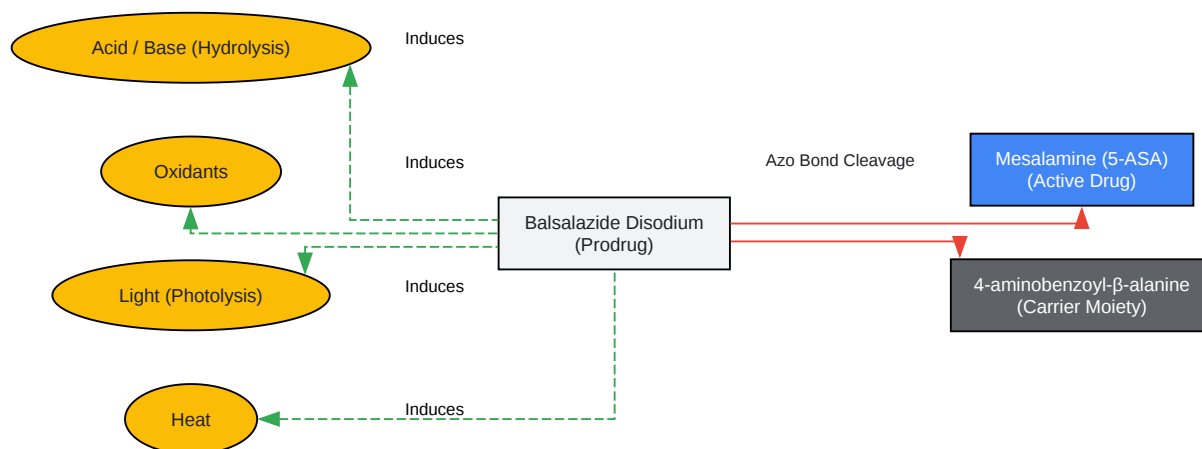 Acid / Base (Hydrolysis)
Induces
Oxidants
Induces
Azo Bond Cleavage
Mesalamine (5-ASA)
(Active Drug)
Balsalazide Disodium
(Prodrug)
Light (Photolysis)
Induces
4-aminobenzoyl-β-alanine
(Carrier Moiety)
Heat
Induces